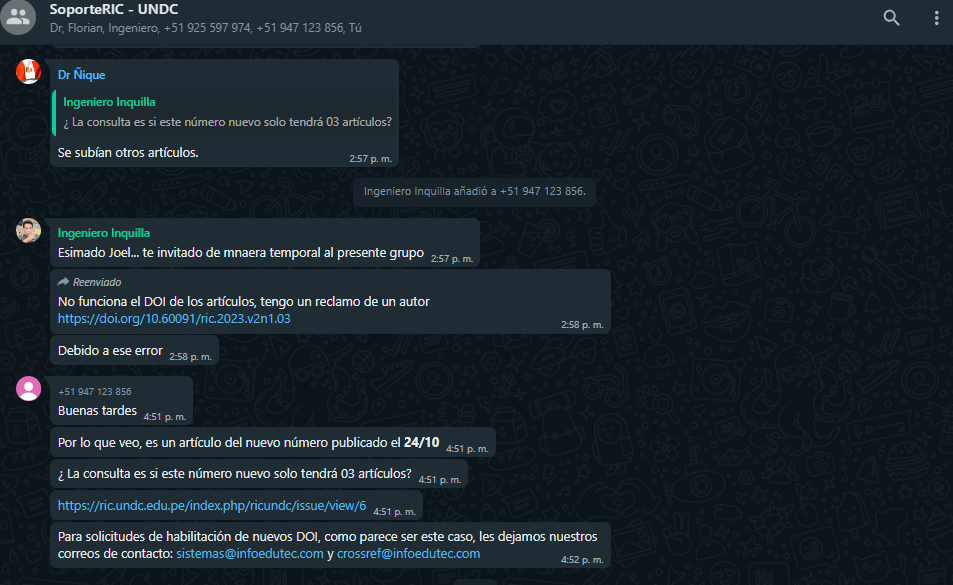 SoporteRIC - UNDC
Dr, Florian, Ingeniero, +51 925 597 974, +51 947 123 856, Tú
Dr Ñique
Ingeniero Inquilla
¿ La consulta es si este número nuevo solo tendrá 03 artículos?
Se subían otros artículos.
2:57 p. m.
Ingeniero Inquilla añadió a +51 947 123 856.
Ingeniero Inquilla
Esimado Joel... te invitado de mnaera temporal al presente grupo
2:57 p. m.
Reenviado
No funciona el DOI de los artículos, tengo un reclamo de un autor
https://doi.org/10.60091/ric.2023.v2n1.03
2:58 p. m.
Debido a ese error
2:58 p. m.
+51 947 123 856
Buenas tardes
4:51 p. m.
Por lo que veo, es un artículo del nuevo número publicado el 24/10
4:51 p. m.
¿ La consulta es si este número nuevo solo tendrá 03 artículos?
4:51 p. m.
https://ric.undc.edu.pe/index.php/ricundc/issue/view/6
4:51 p. m.
Para solicitudes de habilitación de nuevos DOI, como parece ser este caso, les dejamos nuestros
correos de contacto: sistemas@infoedutec.com y crossref@infoedutec.com
4:52 p. m.